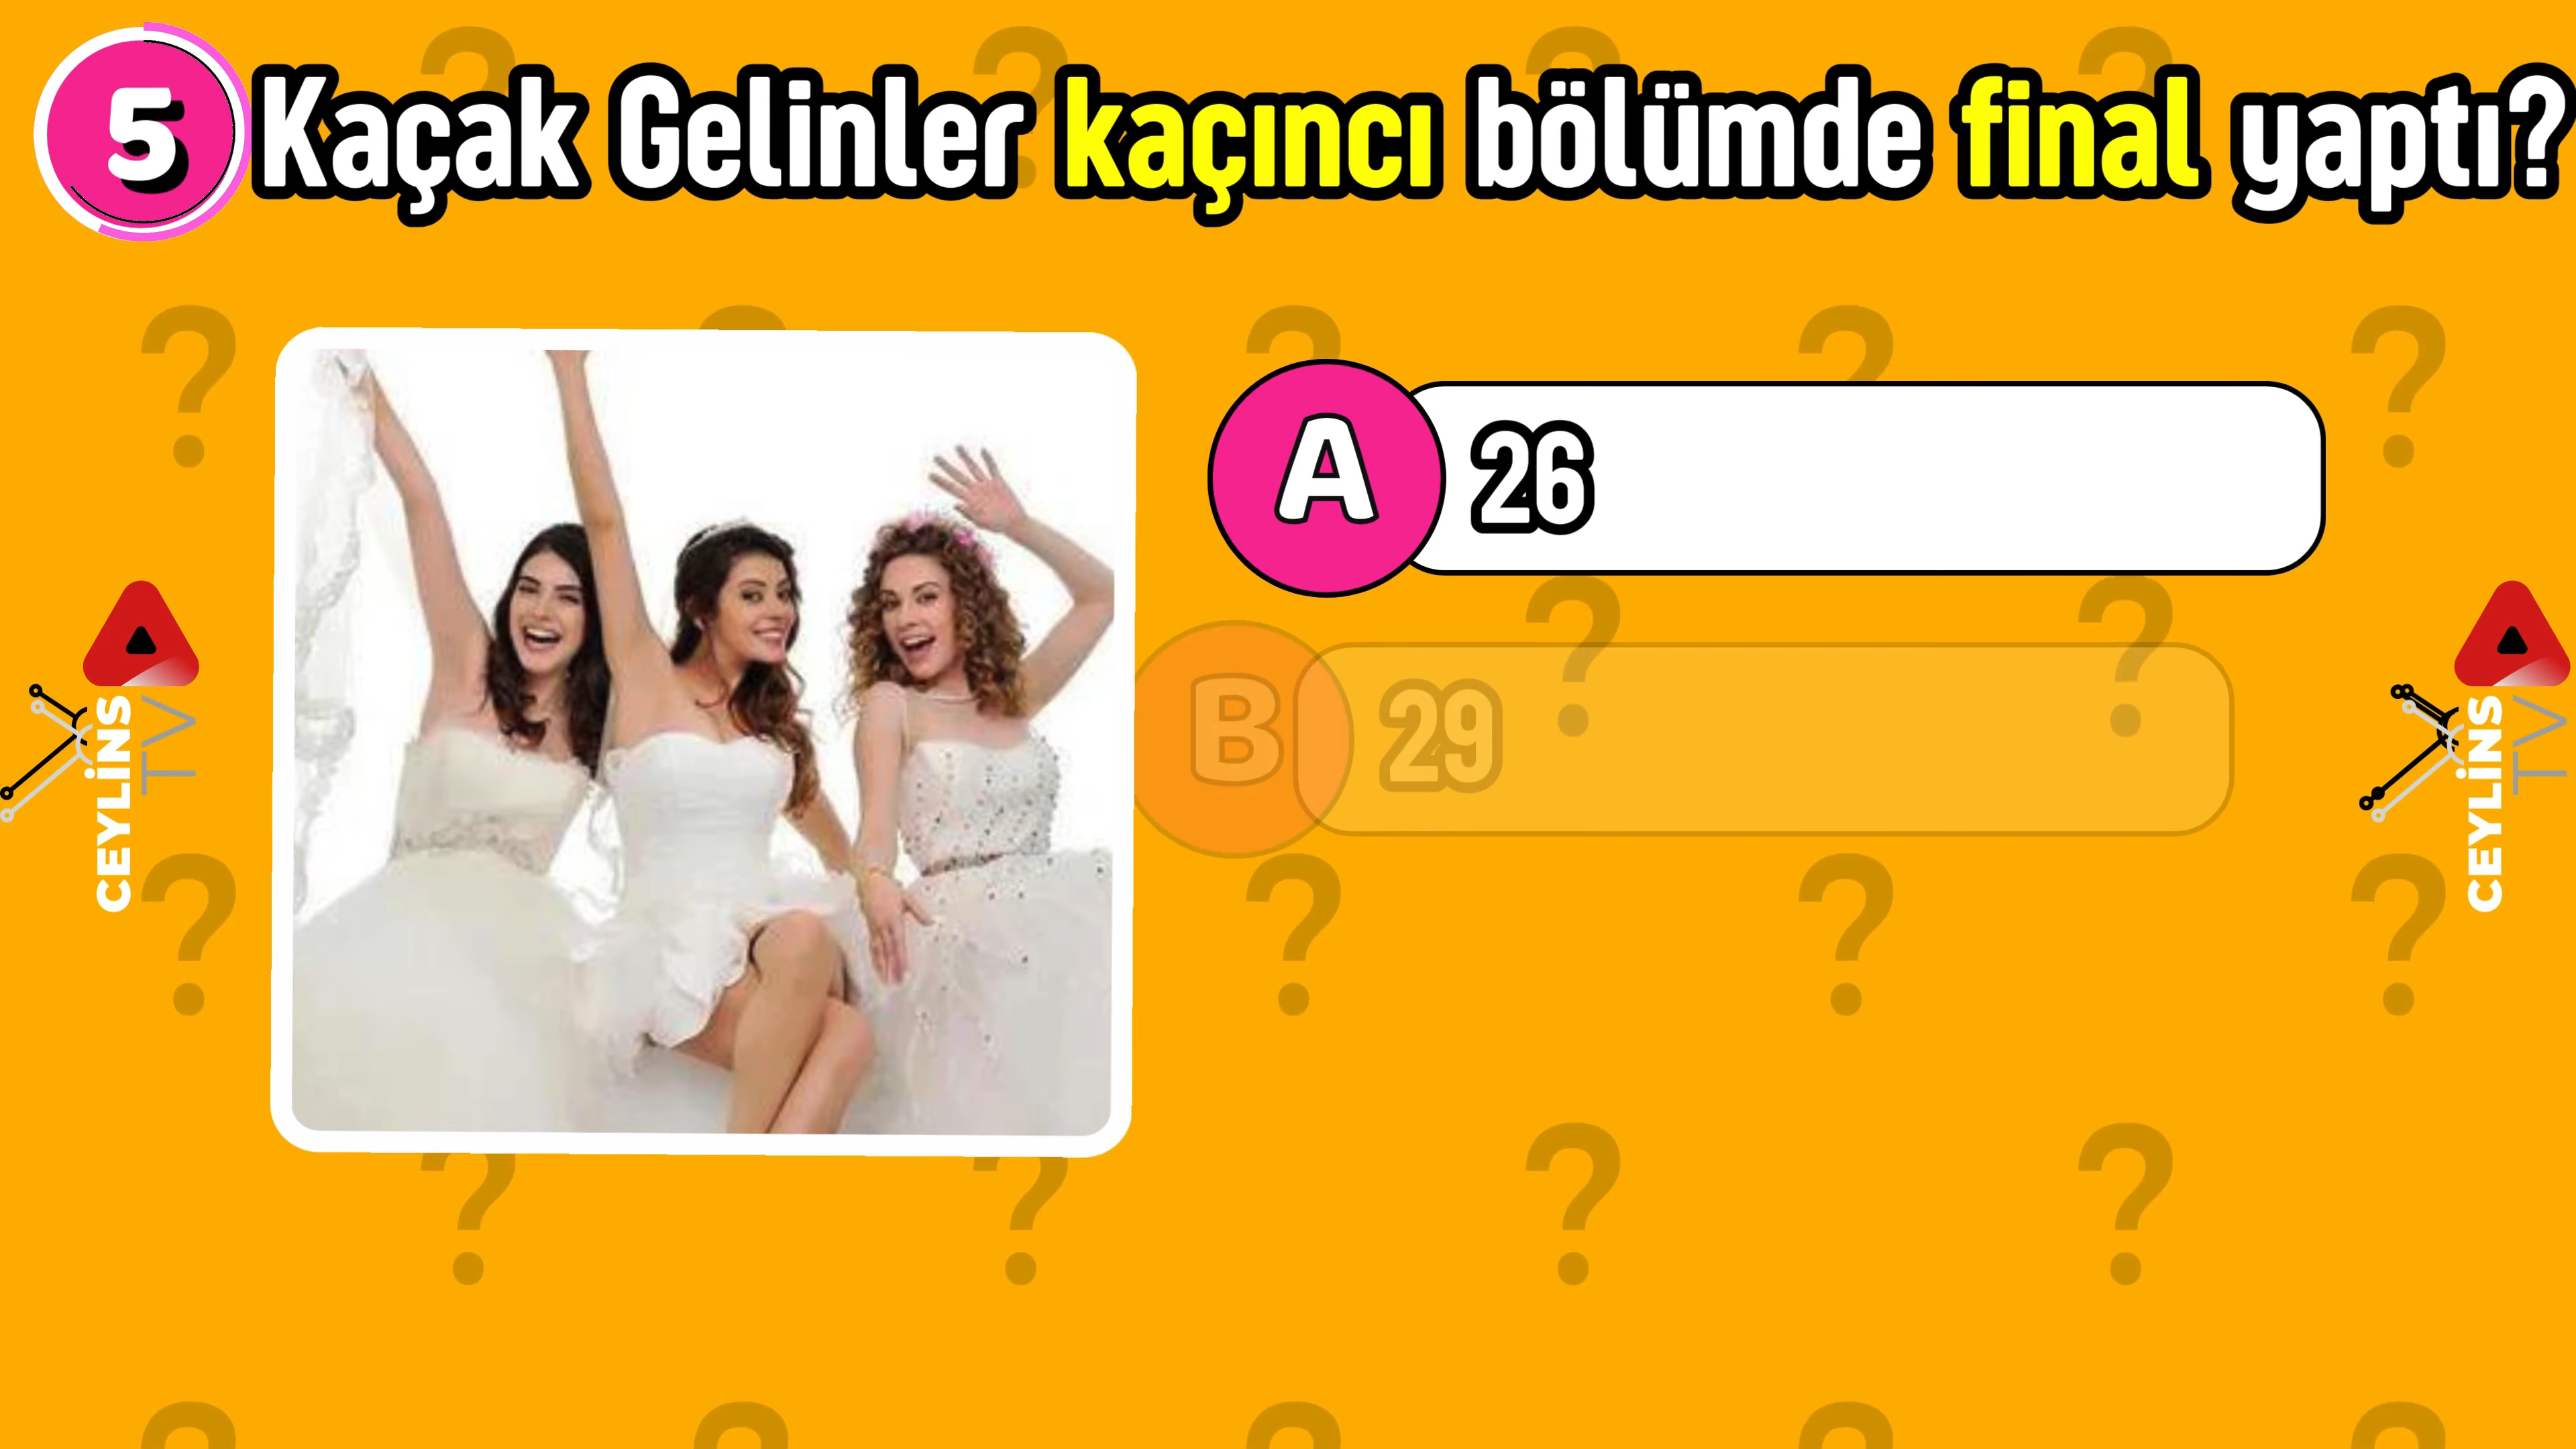 5 Kaçak Gelinler kaçıncı bölümde final yaptı?
A 26
B 29
CEYLİNS
TV
CEYLİNS
TV